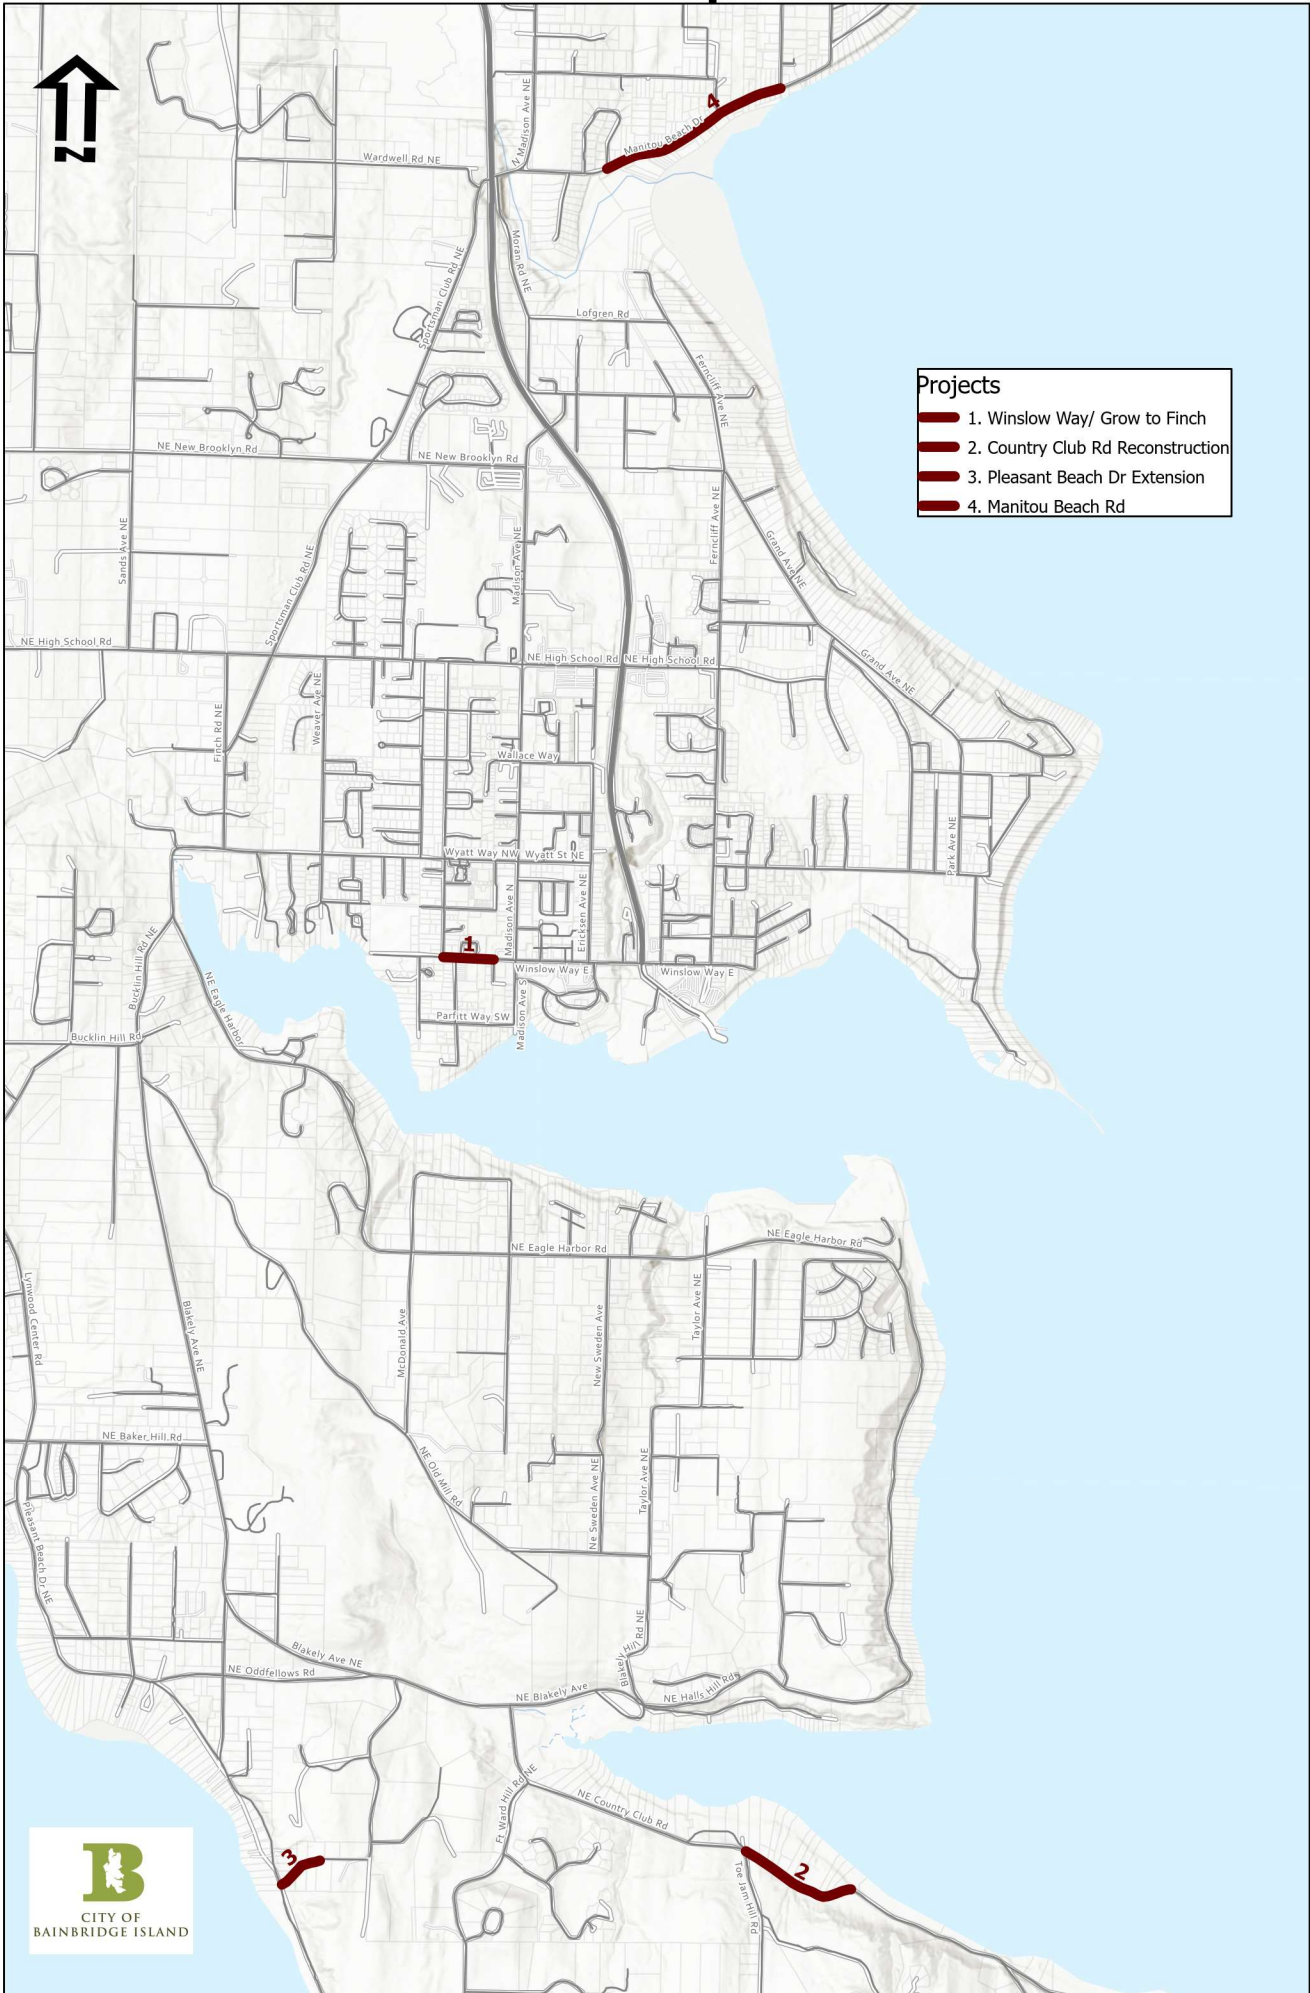 N
4
Manitou Beach Dr
N Madison Ave NE
Wardwell Rd NE
Moran Rd NE
Sportsman Club Rd NE
Lofgren Rd
Ferncliff Ave NE
Projects
1. Winslow Way/ Grow to Finch
2. Country Club Rd Reconstruction
3. Pleasant Beach Dr Extension
4. Manitou Beach Rd
NE New Brooklyn Rd
NE New Brooklyn Rd
Sands Ave NE
Madison Ave NE
Ferncliff Ave NE
Grand Ave NE
Sportsman Club Rd NE
NE High School Rd
NE High School Rd
NE High School Rd
Grand Ave NE
Finch Rd NE
Weaver Ave NE
Wallace Way
Wyatt Way NW
Wyatt St NE
Park Ave NE
Madison Ave N
Ericksen Ave NE
1
Bucklin Hill Rd NE
NE Eagle Harbor
Winslow Way E
Winslow Way E
Parfitt Way SW
Madison Ave S
Bucklin Hill Rd
NE Eagle Harbor Rd
NE Eagle Harbor Rd
Lynwood Center Rd
Blakely Ave NE
McDonald Ave
New Sweden Ave
Taylor Ave NE
NE Baker Hill Rd
NE Old Mill Rd
Ne Sweden Ave NE
Taylor Ave NE
Pleasant Beach Dr NE
Blakely Ave NE
Blakely Hill Rd NE
NE Oddfellows Rd
NE Blakely Ave
NE Halls Hill Rd
Ft Ward Hill Rd NE
NE Country Club Rd
3
2
Toe Jam Hill Rd
B
CITY OF
BAINBRIDGE ISLAND